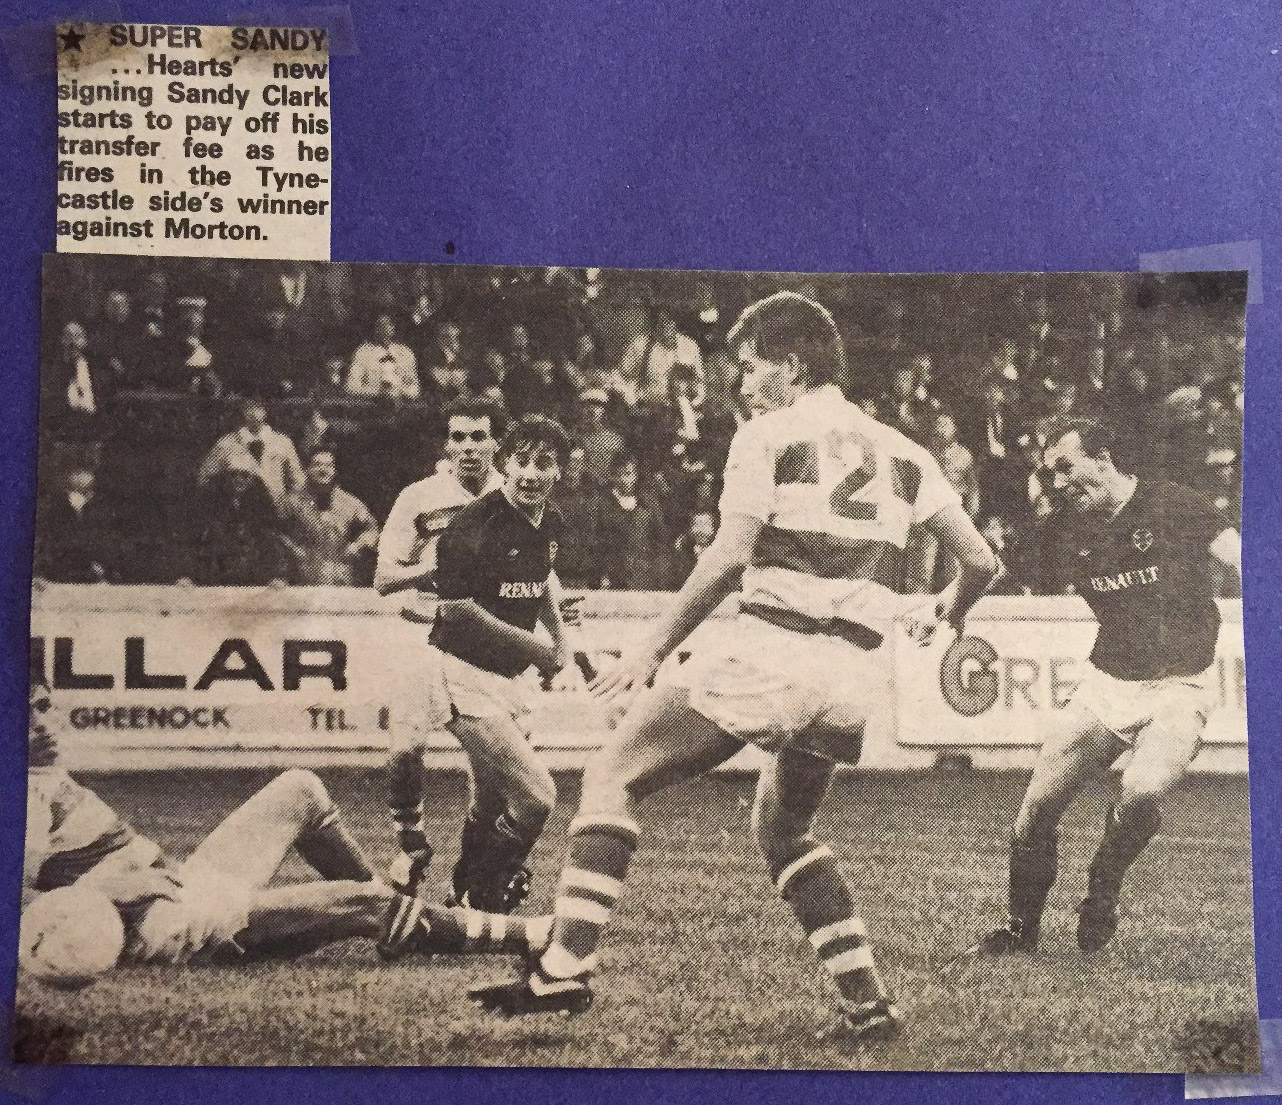 ★ SUPER SANDY
...Hearts' new
signing Sandy Clark
starts to pay off his
transfer fee as he
fires in the Tyne-
castle side's winner
against Morton.
2
RENAU
RENAULT
LLAR
GREENOCK TEL.
GRE